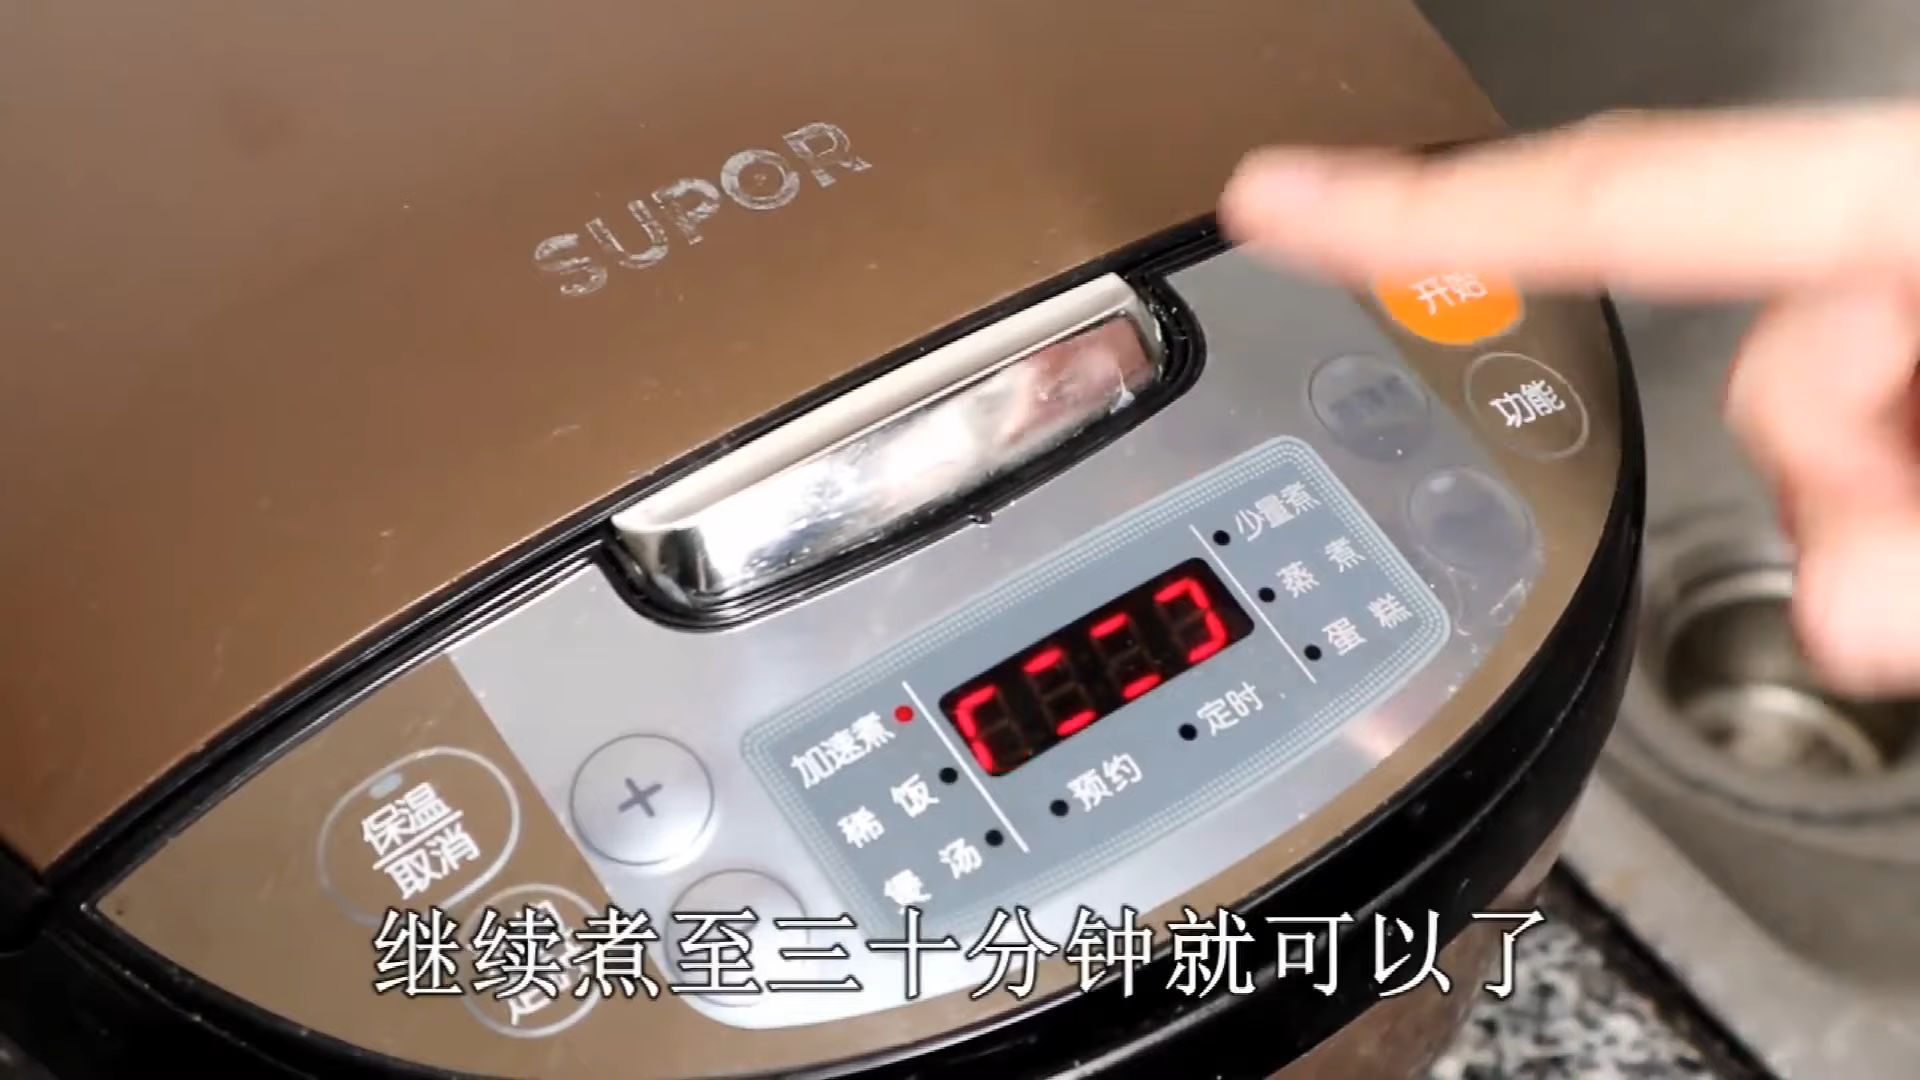 SUPOR
开始
功能
少量煮
蒸煮
蛋糕
加速煮
稀饭
煲汤
定时
预约
保温
取消
继续煮至三十分钟就可以了